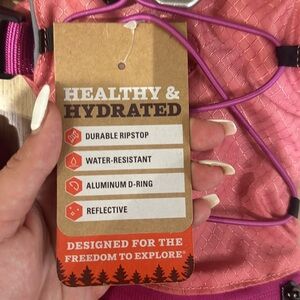 HEALTHY &
HYDRATED
DURABLE RIPSTOP
WATER-RESISTANT
ALUMINUM D-RING
REFLECTIVE
DESIGNED FOR THE
FREEDOM TO EXPLORE®